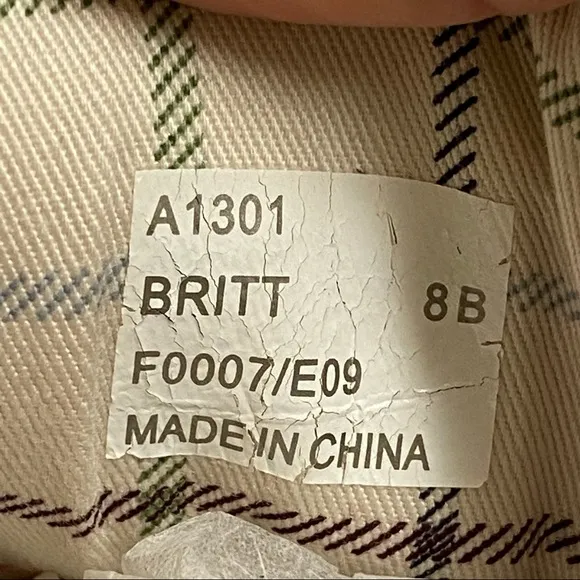 A1301
BRITT 8B
F0007/E09
MADE IN CHINA